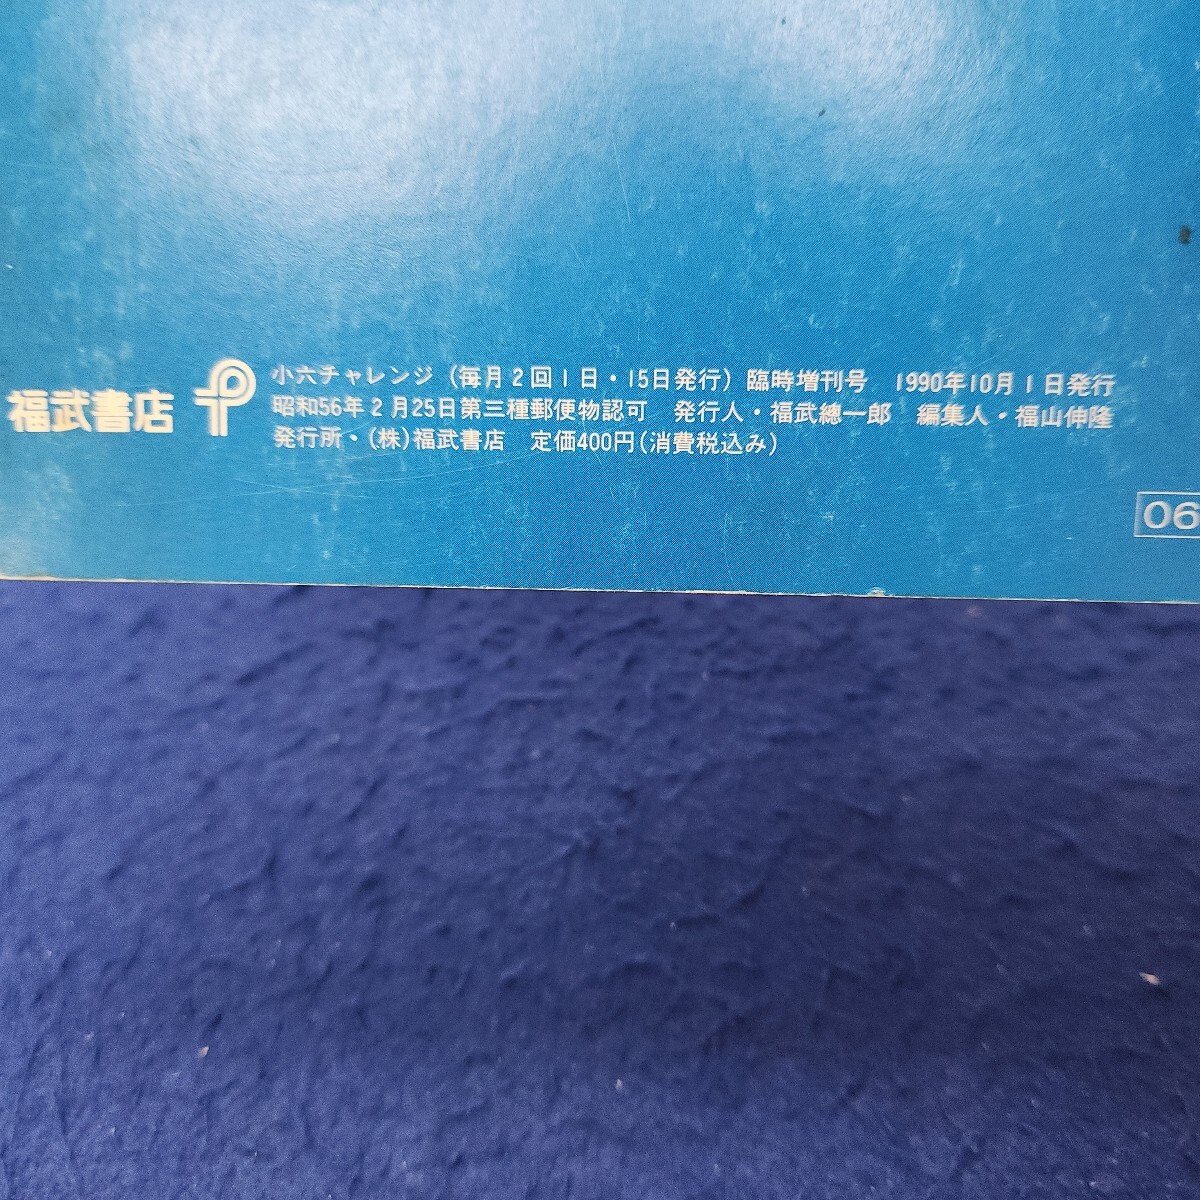 福武書店
小六チャレンジ（毎月2回1日・15日発行）臨時増刊号　1990年10月1日発行
昭和56年2月25日第三種郵便物認可　発行人・福武總一郎　編集人・福山伸隆
発行所・（株）福武書店　定価400円（消費税込み）
06